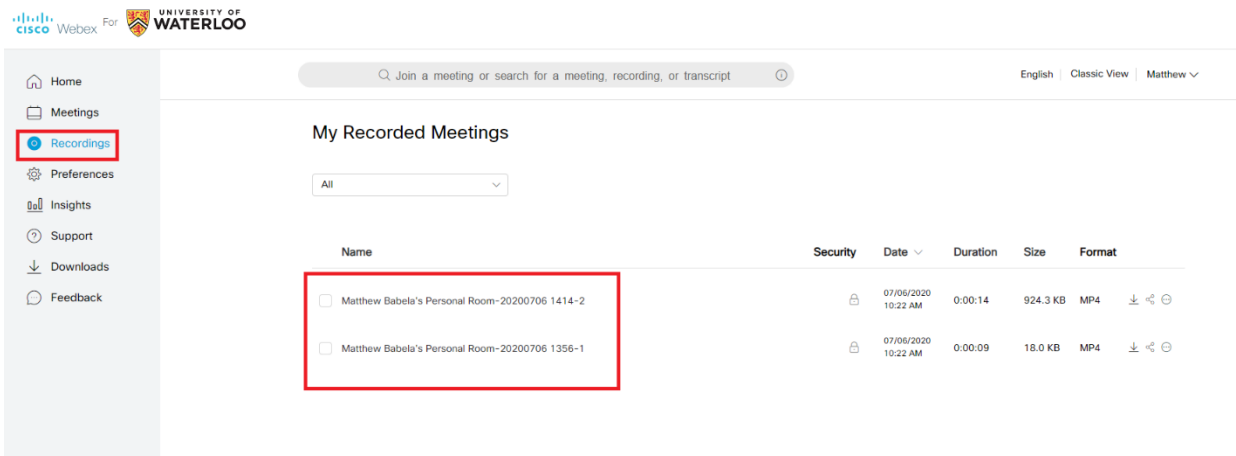 cisco Webex For UNIVERSITY OF WATERLOO
Home
Meetings
Recordings
Preferences
Insights
Support
Downloads
Feedback
Join a meeting or search for a meeting, recording, or transcript
English Classic View Matthew
My Recorded Meetings
All
Name Security Date Duration Size Format
Matthew Babela's Personal Room-20200706 1414-2 07/06/2020 10:22 AM 0:00:14 924.3 KB MP4
Matthew Babela's Personal Room-20200706 1356-1 07/06/2020 10:22 AM 0:00:09 18.0 KB MP4